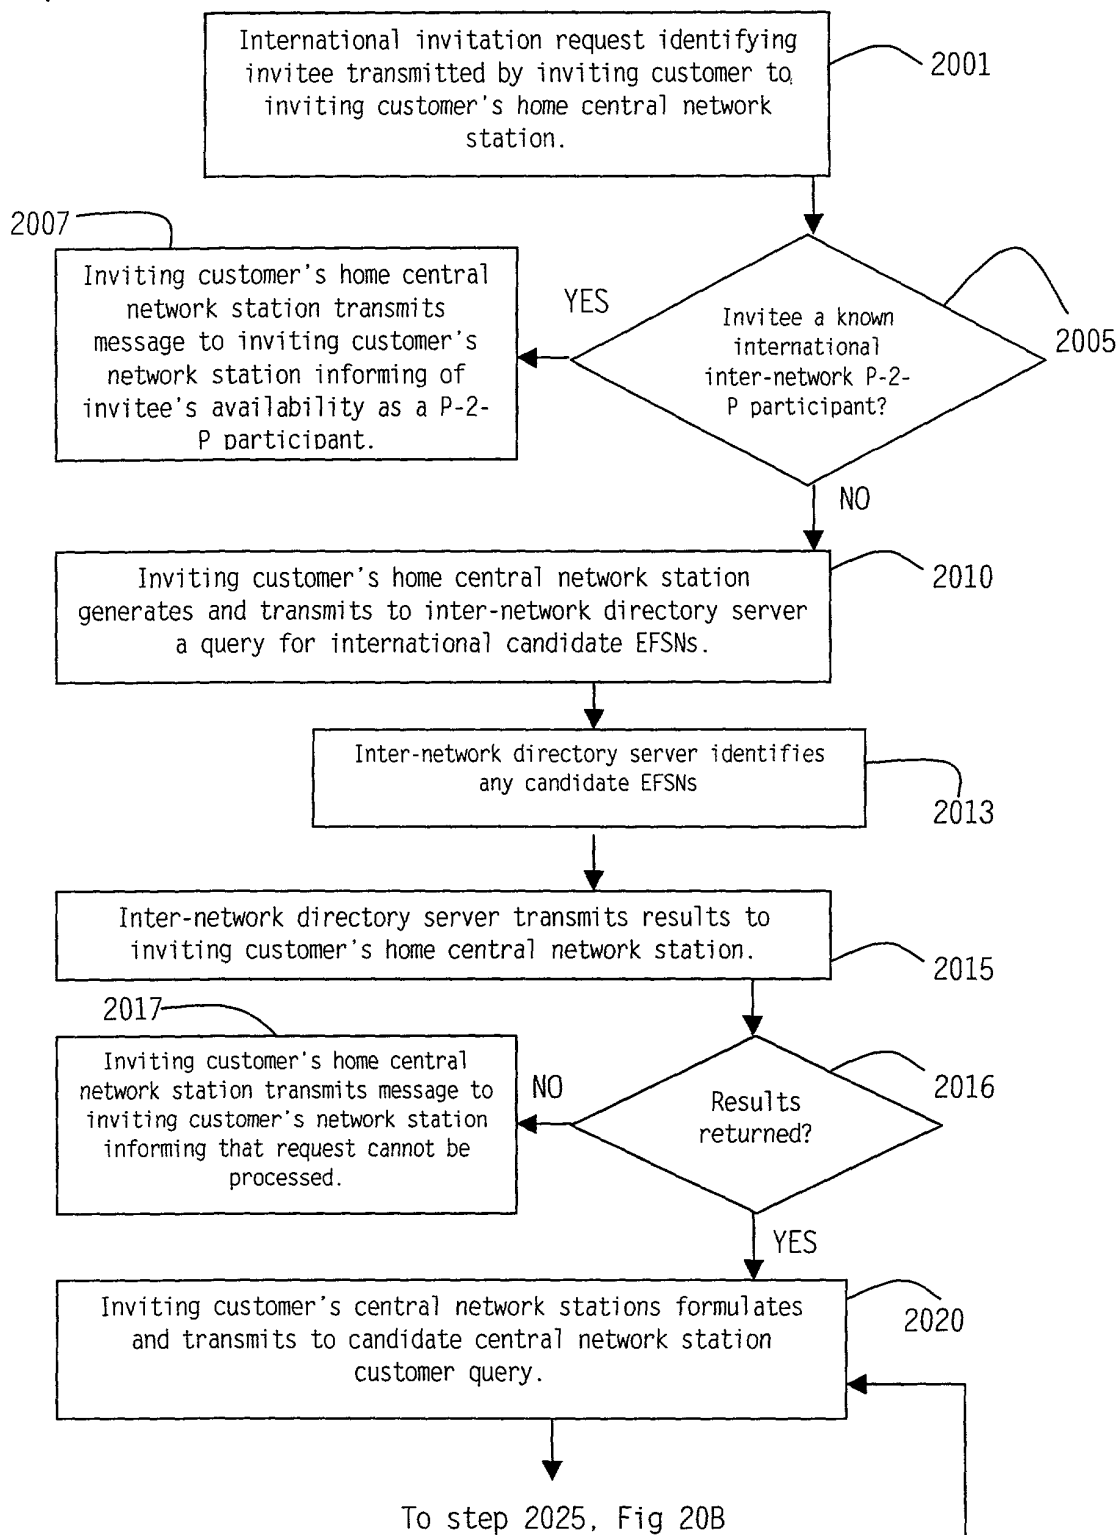 International invitation request identifying
invitee transmitted by inviting customer to
inviting customer's home central network
station.
2001
2007
Inviting customer's home central
network station transmits
message to inviting customer's
network station informing of
invitee's availability as a P-2-
P participant.
YES
Invitee a known
international
inter-network P-2-
P participant?
2005
NO
Inviting customer's home central network station
generates and transmits to inter-network directory server
a query for international candidate EFSNs.
2010
Inter-network directory server identifies
any candidate EFSNs
2013
Inter-network directory server transmits results to
inviting customer's home central network station.
2015
2017
Inviting customer's home central
network station transmits message to
inviting customer's network station
informing that request cannot be
processed.
NO
Results
returned?
2016
YES
Inviting customer's central network stations formulates
and transmits to candidate central network station
customer query.
2020
To step 2025, Fig 20B